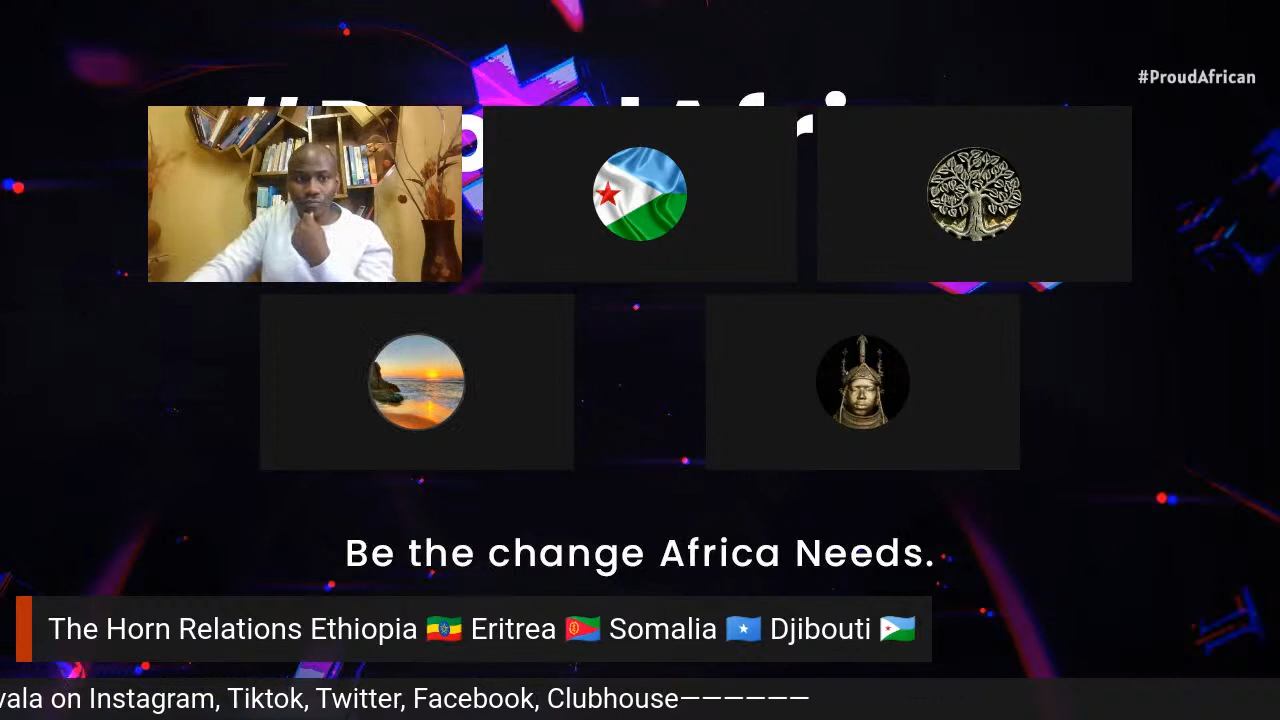 #ProudAfrican
Be the change Africa Needs.
The Horn Relations Ethiopia 🇪🇹 Eritrea 🇪🇷 Somalia 🇸🇴 Djibouti 🇩🇯
vala on Instagram, Tiktok, Twitter, Facebook, Clubhouse——————